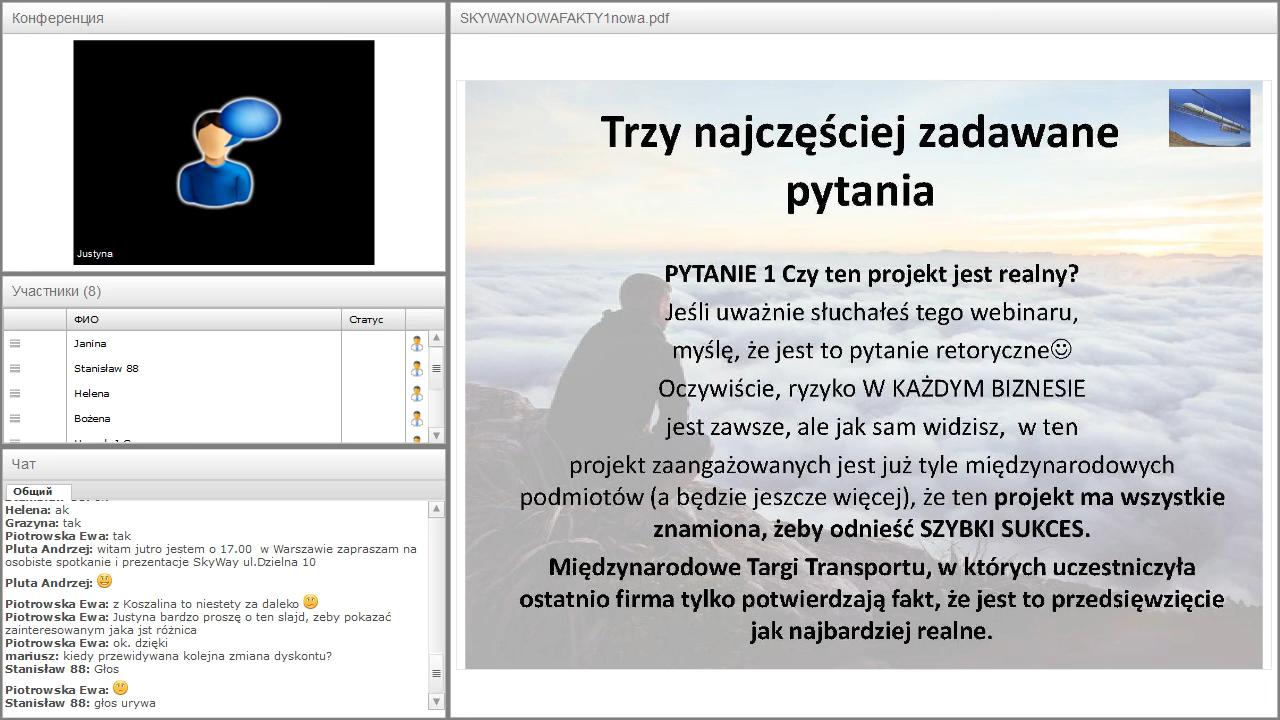 Конференция
Justyna
Участники (8)
ФИО Статус
Janina
Stanisław 88
Helena
Bożena
Чат
Общий
Helena: ak
Grazyna: tak
Piotrowska Ewa: tak
Pluta Andrzej: witam jutro jestem o 17.00 w Warszawie zapraszam na
osobiste spotkanie i prezentacje SkyWay ul.Dzielna 10
Pluta Andrzej:
Piotrowska Ewa: z Koszalina to niestety za daleko
Piotrowska Ewa: Justyna bardzo proszę o ten slajd, zeby pokazać
zainteresowanym jaka jst różnica
Piotrowska Ewa: ok. dzięki
mariusz: kiedy przewidywana kolejna zmiana dyskontu?
Stanisław 88: Głos
Piotrowska Ewa:
Stanisław 88: głos urywa
SKYWAYNOWAFAKTY1nowa.pdf
Trzy najczęściej zadawane
pytania
PYTANIE 1 Czy ten projekt jest realny?
Jeśli uważnie słuchałeś tego webinaru,
myślę, że jest to pytanie retoryczne☺
Oczywiście, ryzyko W KAŻDYM BIZNESIE
jest zawsze, ale jak sam widzisz, w ten
projekt zaangażowanych jest już tyle międzynarodowych
podmiotów (a będzie jeszcze więcej), że ten projekt ma wszystkie
znamiona, żeby odnieść SZYBKI SUKCES.
Międzynarodowe Targi Transportu, w których uczestniczyła
ostatnio firma tylko potwierdzają fakt, że jest to przedsięwzięcie
jak najbardziej realne.